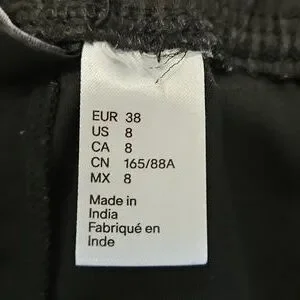 EUR 38
US 8
CA 8
CN 165/88A
MX 8
Made in
India
Fabriqué en
Inde